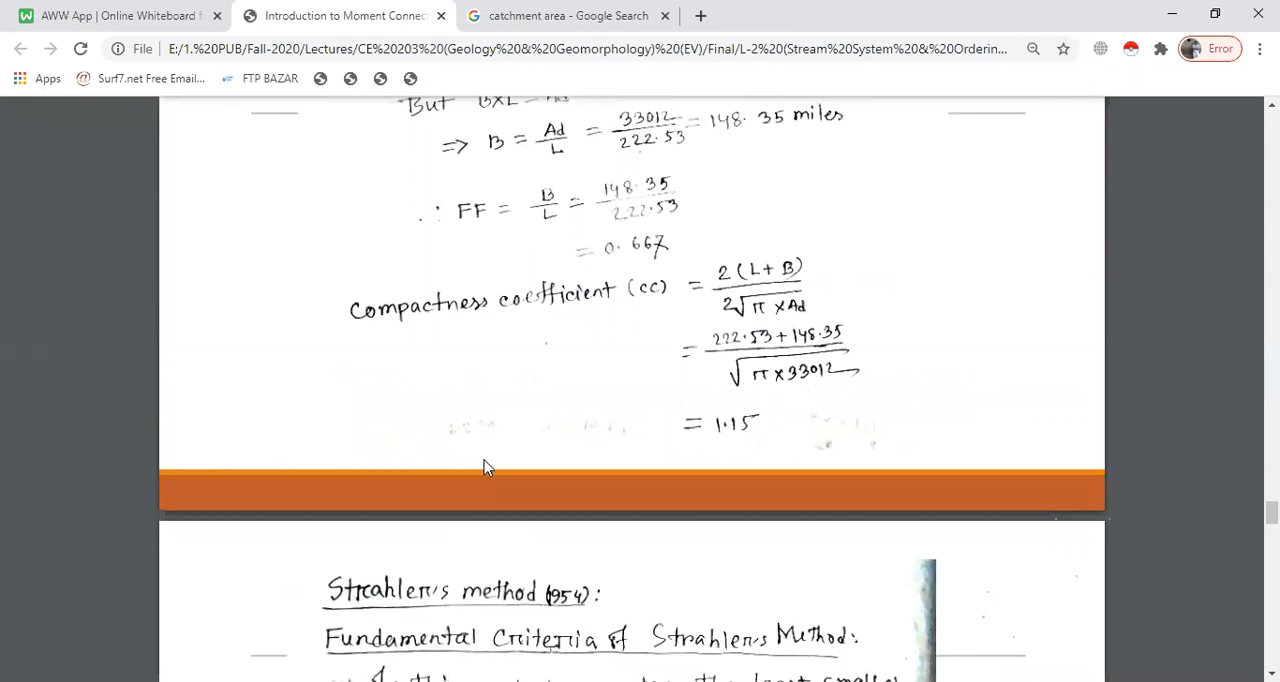 AWW App | Online Whiteboard f
Introduction to Moment Connec
catchment area - Google Search
File
E:/1.%20PUB/Fall-2020/Lectures/CE%20203%20(Geology%20&%20Geomorphology)%20(EV)/Final/L-2%20(Stream%20System%20&%20Orderin...
Error
Apps
Surf7.net Free Email...
FTP BAZAR
But B×L =
⇒ B = Ad/L = 33012/222.53 = 148.35 miles
∴ FF = B/L = 148.35/222.53
= 0.667
Compactness coefficient (cc) = 2(L+B)/2√π×Ad
= 222.53+148.35/√π×33012
= 1.15
Strahler's method (1954):
Fundamental Criteria of Strahler's Method:
the least smaller